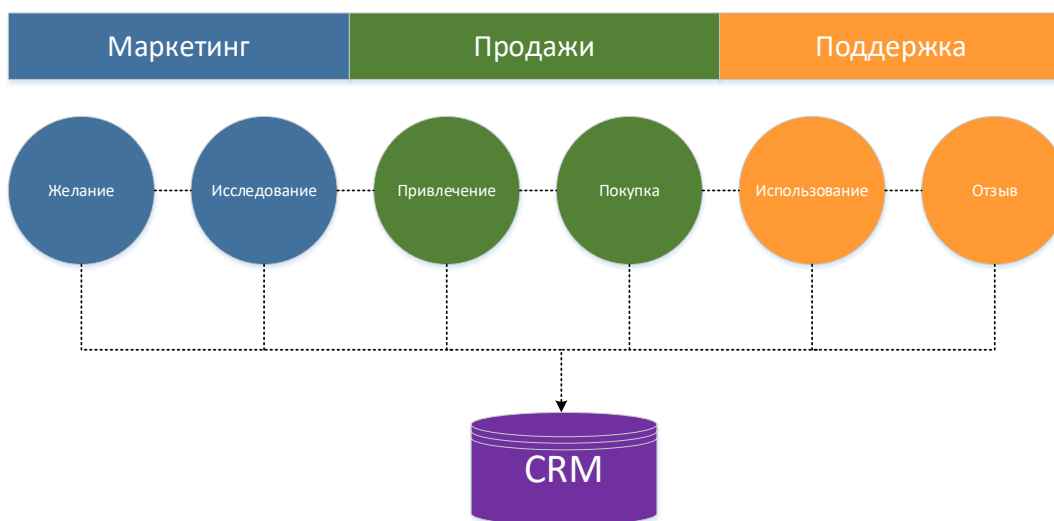 Маркетинг
Продажи
Поддержка
Желание
Исследование
Привлечение
Покупка
Использование
Отзыв
CRM